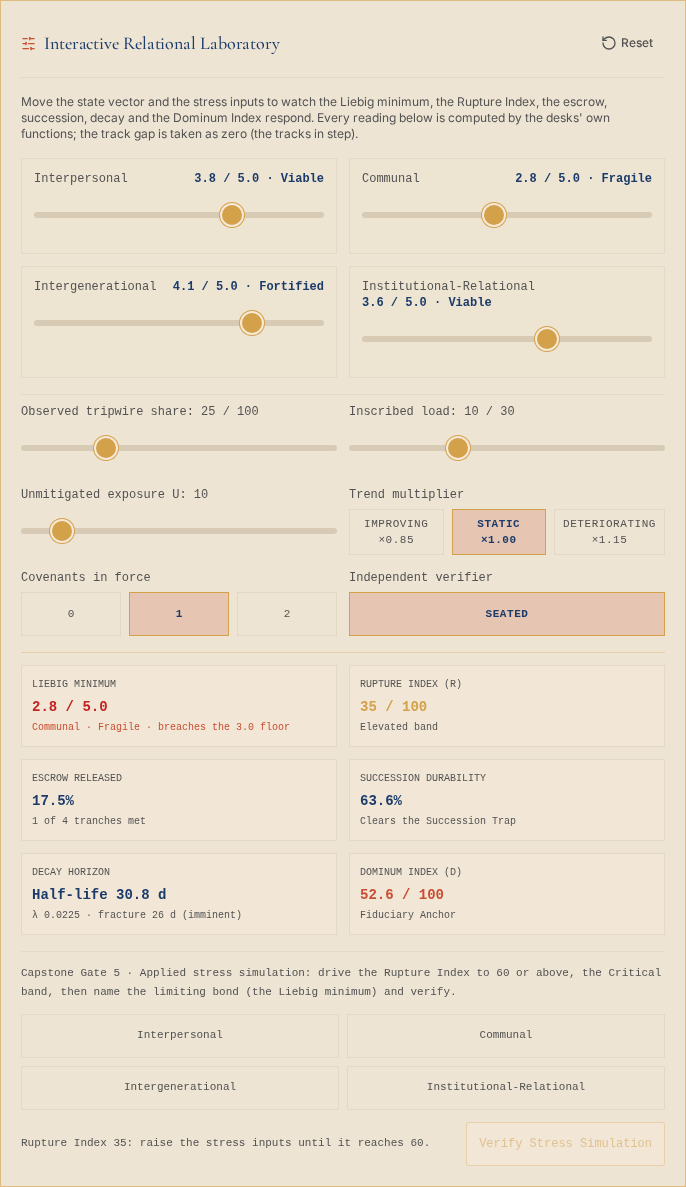 Interactive Relational Laboratory
Reset
Move the state vector and the stress inputs to watch the Liebig minimum, the Rupture Index, the escrow,
succession, decay and the Dominum Index respond. Every reading below is computed by the desks' own
functions; the track gap is taken as zero (the tracks in step).
Interpersonal 3.8 / 5.0 · Viable
Communal 2.8 / 5.0 · Fragile
Intergenerational 4.1 / 5.0 · Fortified
Institutional-Relational
3.6 / 5.0 · Viable
Observed tripwire share: 25 / 100
Inscribed load: 10 / 30
Unmitigated exposure U: 10
Trend multiplier
IMPROVING
×0.85
STATIC
×1.00
DETERIORATING
×1.15
Covenants in force
0
1
2
Independent verifier
SEATED
LIEBIG MINIMUM
2.8 / 5.0
Communal · Fragile · breaches the 3.0 floor
RUPTURE INDEX (R)
35 / 100
Elevated band
ESCROW RELEASED
17.5%
1 of 4 tranches met
SUCCESSION DURABILITY
63.6%
Clears the Succession Trap
DECAY HORIZON
Half-life 30.8 d
λ 0.0225 · fracture 26 d (imminent)
DOMINUM INDEX (D)
52.6 / 100
Fiduciary Anchor
Capstone Gate 5 · Applied stress simulation: drive the Rupture Index to 60 or above, the Critical
band, then name the limiting bond (the Liebig minimum) and verify.
Interpersonal
Communal
Intergenerational
Institutional-Relational
Rupture Index 35: raise the stress inputs until it reaches 60.
Verify Stress Simulation